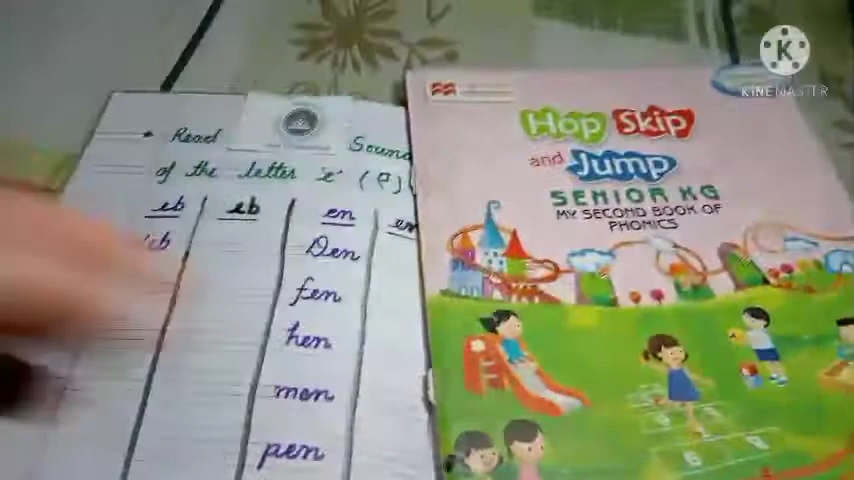 Read Sound
of the letter 'e' (ए)
eb eb en en
Den
fen
hen
men
pen
Hop Skip
and Jump
SENIOR KG
MY SECOND BOOK OF
PHONICS
K
KINEMASTER